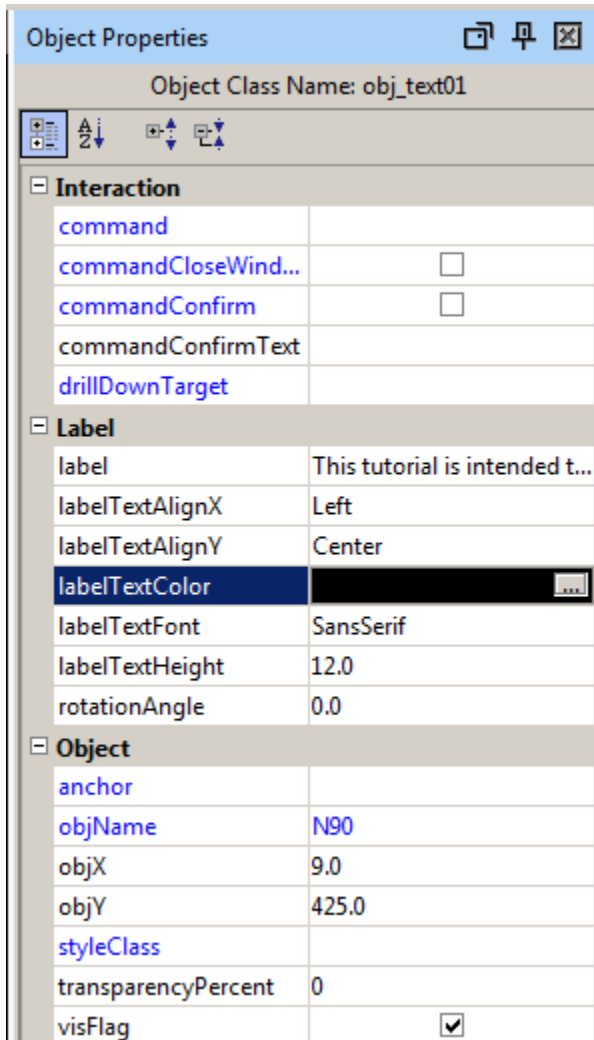 Object Properties
Object Class Name: obj_text01
Interaction
command
commandCloseWind...
commandConfirm
commandConfirmText
drillDownTarget
Label
label This tutorial is intended t...
labelTextAlignX Left
labelTextAlignY Center
labelTextColor ...
labelTextFont SansSerif
labelTextHeight 12.0
rotationAngle 0.0
Object
anchor
objName N90
objX 9.0
objY 425.0
styleClass
transparencyPercent 0
visFlag